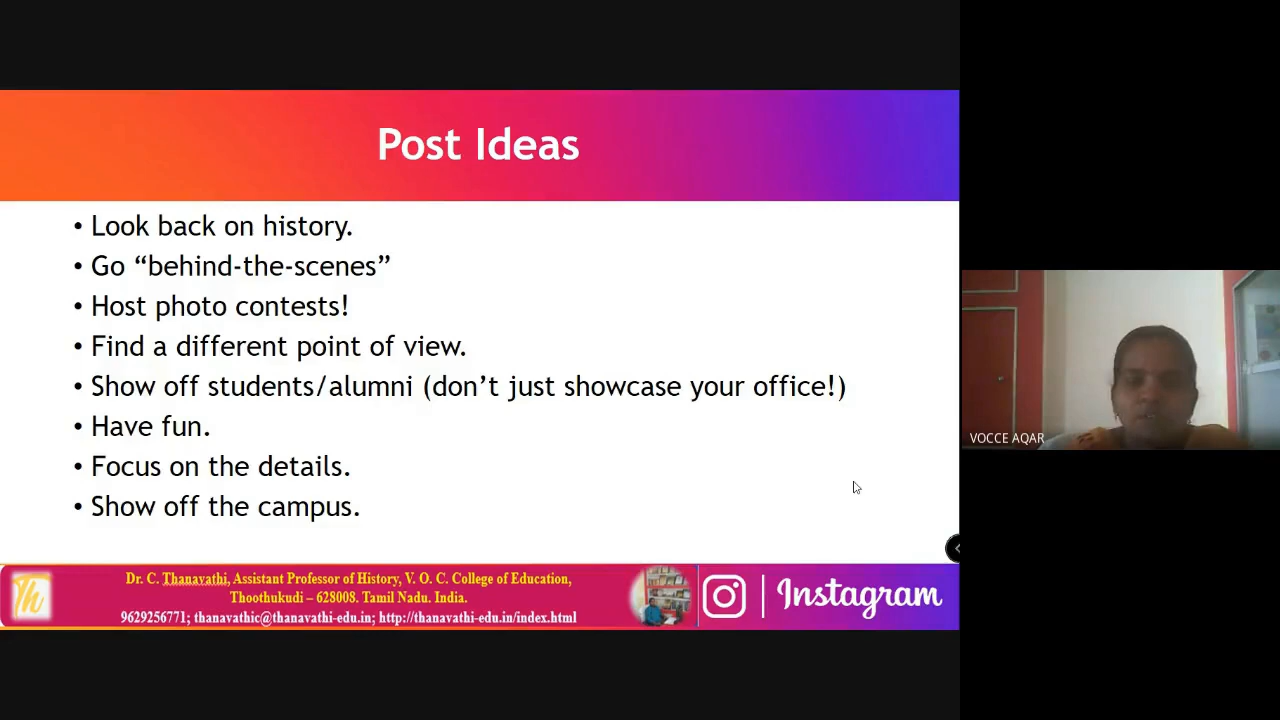 Post Ideas
• Look back on history.
• Go “behind-the-scenes”
• Host photo contests!
• Find a different point of view.
• Show off students/alumni (don’t just showcase your office!)
• Have fun.
• Focus on the details.
• Show off the campus.
VOCCE AQAR
Th
Dr. C. Thanavathi, Assistant Professor of History, V. O. C. College of Education,
Thoothukudi – 628008. Tamil Nadu. India.
9629256771; thanavathic@thanavathi-edu.in; http://thanavathi-edu.in/index.html
Instagram